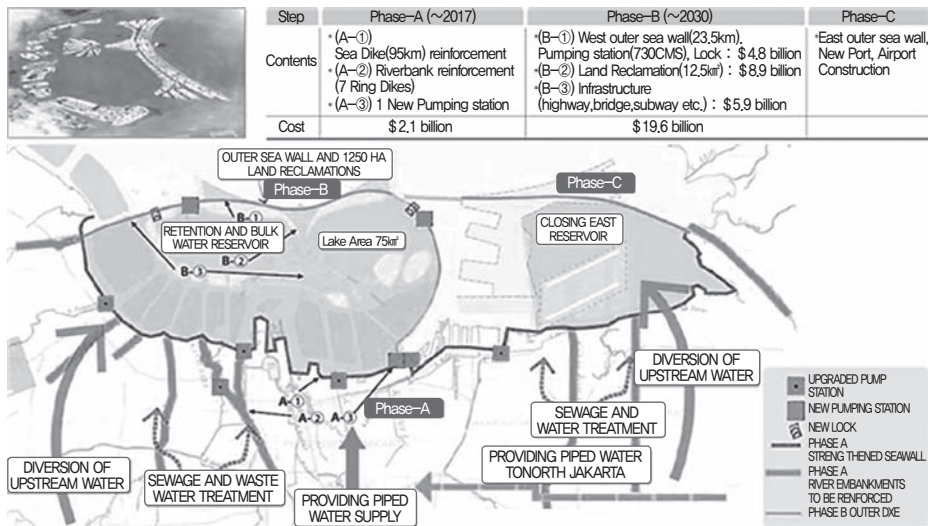 Step
Phase-A (~2017)
Phase-B (~2030)
Phase-C
Contents
*(A-①)
Sea Dike(95km) reinforcement
*(A-②) Riverbank reinforcement
(7 Ring Dikes)
*(A-③) 1 New Pumping station
*(B-①) West outer sea wall(23.5km),
Pumping station(730CMS), Lock : $4.8 billion
*(B-②) Land Reclamation(12.5㎢) : $8.9 billion
*(B-③) Infrastructure
(highway,bridge,subway etc.) : $5.9 billion
*East outer sea wall,
New Port, Airport
Construction
Cost
$2.1 billion
$19.6 billion
OUTER SEA WALL AND 1250 HA
LAND RECLAMATIONS
Phase-B
Phase-C
B-①
RETENTION AND BULK
WATER RESERVOIR
Lake Area 75㎢
CLOSING EAST
RESERVOIR
B-②
B-③
A-①
A-②
A-③
Phase-A
DIVERSION OF
UPSTREAM WATER
SEWAGE AND
WATER TREATMENT
PROVIDING PIPED WATER
TONORTH JAKARTA
DIVERSION OF
UPSTREAM WATER
SEWAGE AND WASTE
WATER TREATMENT
PROVIDING PIPED
WATER SUPPLY
UPGRADED PUMP
STATION
NEW PUMPING STATION
NEW LOCK
PHASE A
STRENG THENED SEAWALL
PHASE A
RIVER EMBANKMENTS
TO BE REINFORCED
PHASE B OUTER DXE